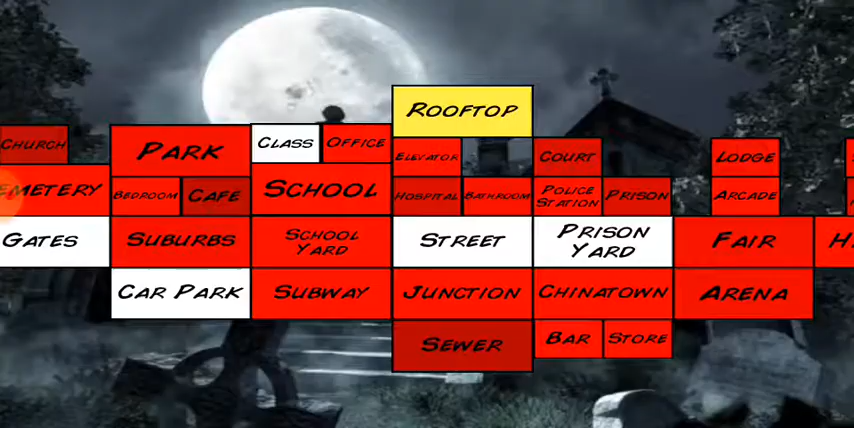 ROOFTOP
CHURCH
PARK
CLASS
OFFICE
ELEVATOR
COURT
LODGE
EMETERY
BEDROOM
CAFE
SCHOOL
HOSPITAL
BATHROOM
POLICE
STATION
PRISON
ARCADE
GATES
SUBURBS
SCHOOL
YARD
STREET
PRISON
YARD
FAIR
H
CAR PARK
SUBWAY
JUNCTION
CHINATOWN
ARENA
SEWER
BAR
STORE